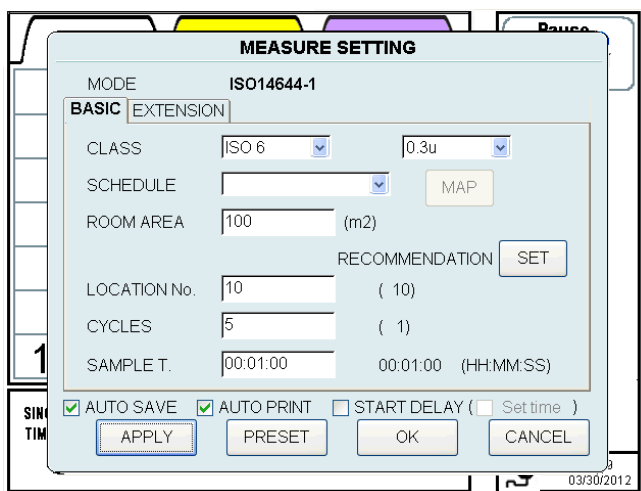 Pause
MEASURE SETTING
MODE ISO14644-1
BASIC EXTENSION
CLASS ISO 6 0.3u
SCHEDULE MAP
ROOM AREA 100 (m2)
RECOMMENDATION SET
LOCATION No. 10 ( 10)
CYCLES 5 ( 1)
SAMPLE T. 00:01:00 00:01:00 (HH:MM:SS)
1
AUTO SAVE AUTO PRINT START DELAY ( Set time )
APPLY PRESET OK CANCEL
03/30/2012